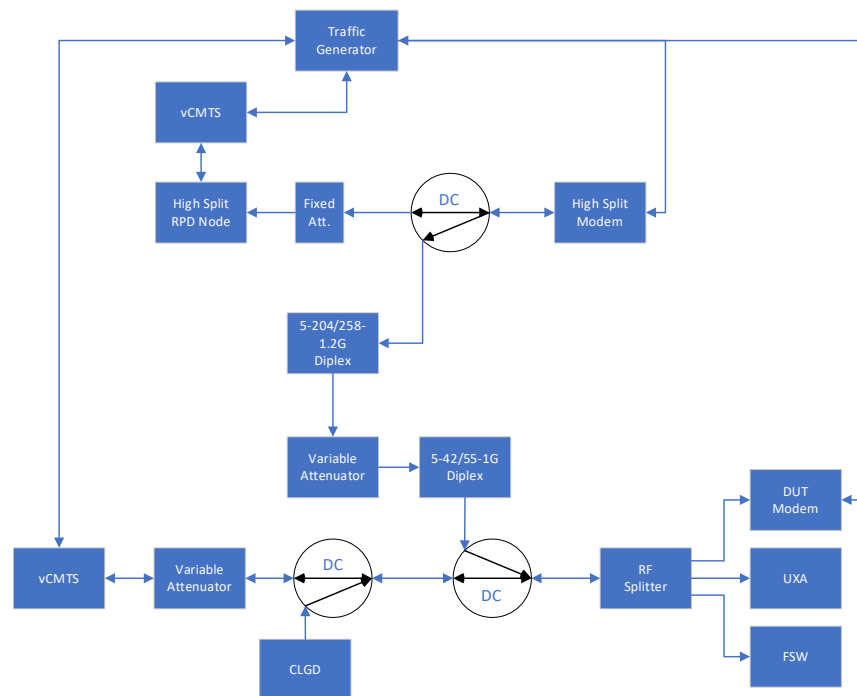 Traffic
Generator
vCMTS
High Split
RPD Node
Fixed
Att.
DC
High Split
Modem
5-204/258-
1.2G
Diplex
Variable
Attenuator
5-42/55-1G
Diplex
DUT
Modem
vCMTS
Variable
Attenuator
DC
DC
RF
Splitter
UXA
CLGD
FSW